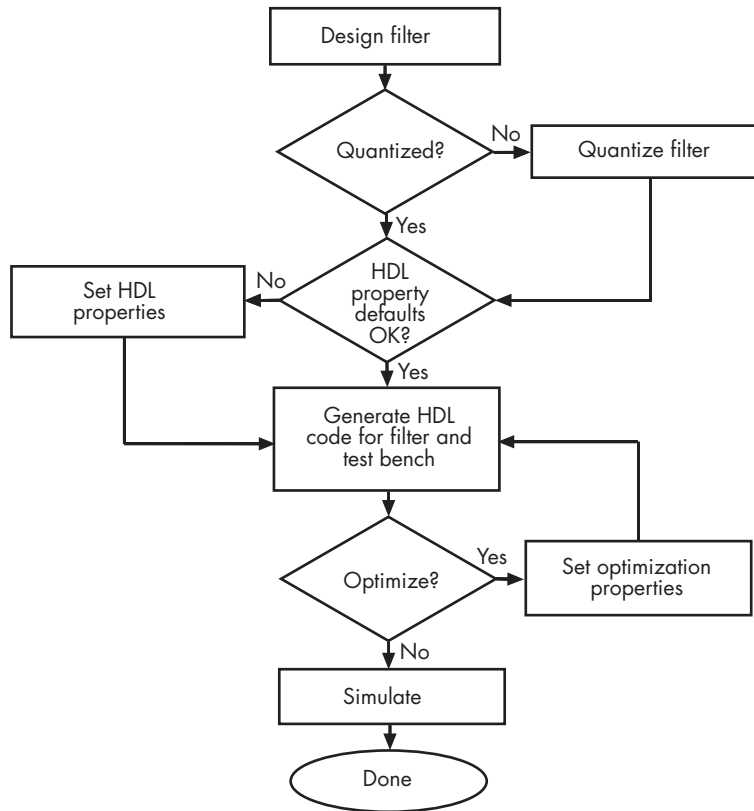 Design filter
Quantized?
No
Quantize filter
Yes
Set HDL
properties
No
HDL
property
defaults
OK?
Yes
Generate HDL
code for filter and
test bench
Optimize?
Yes
Set optimization
properties
No
Simulate
Done